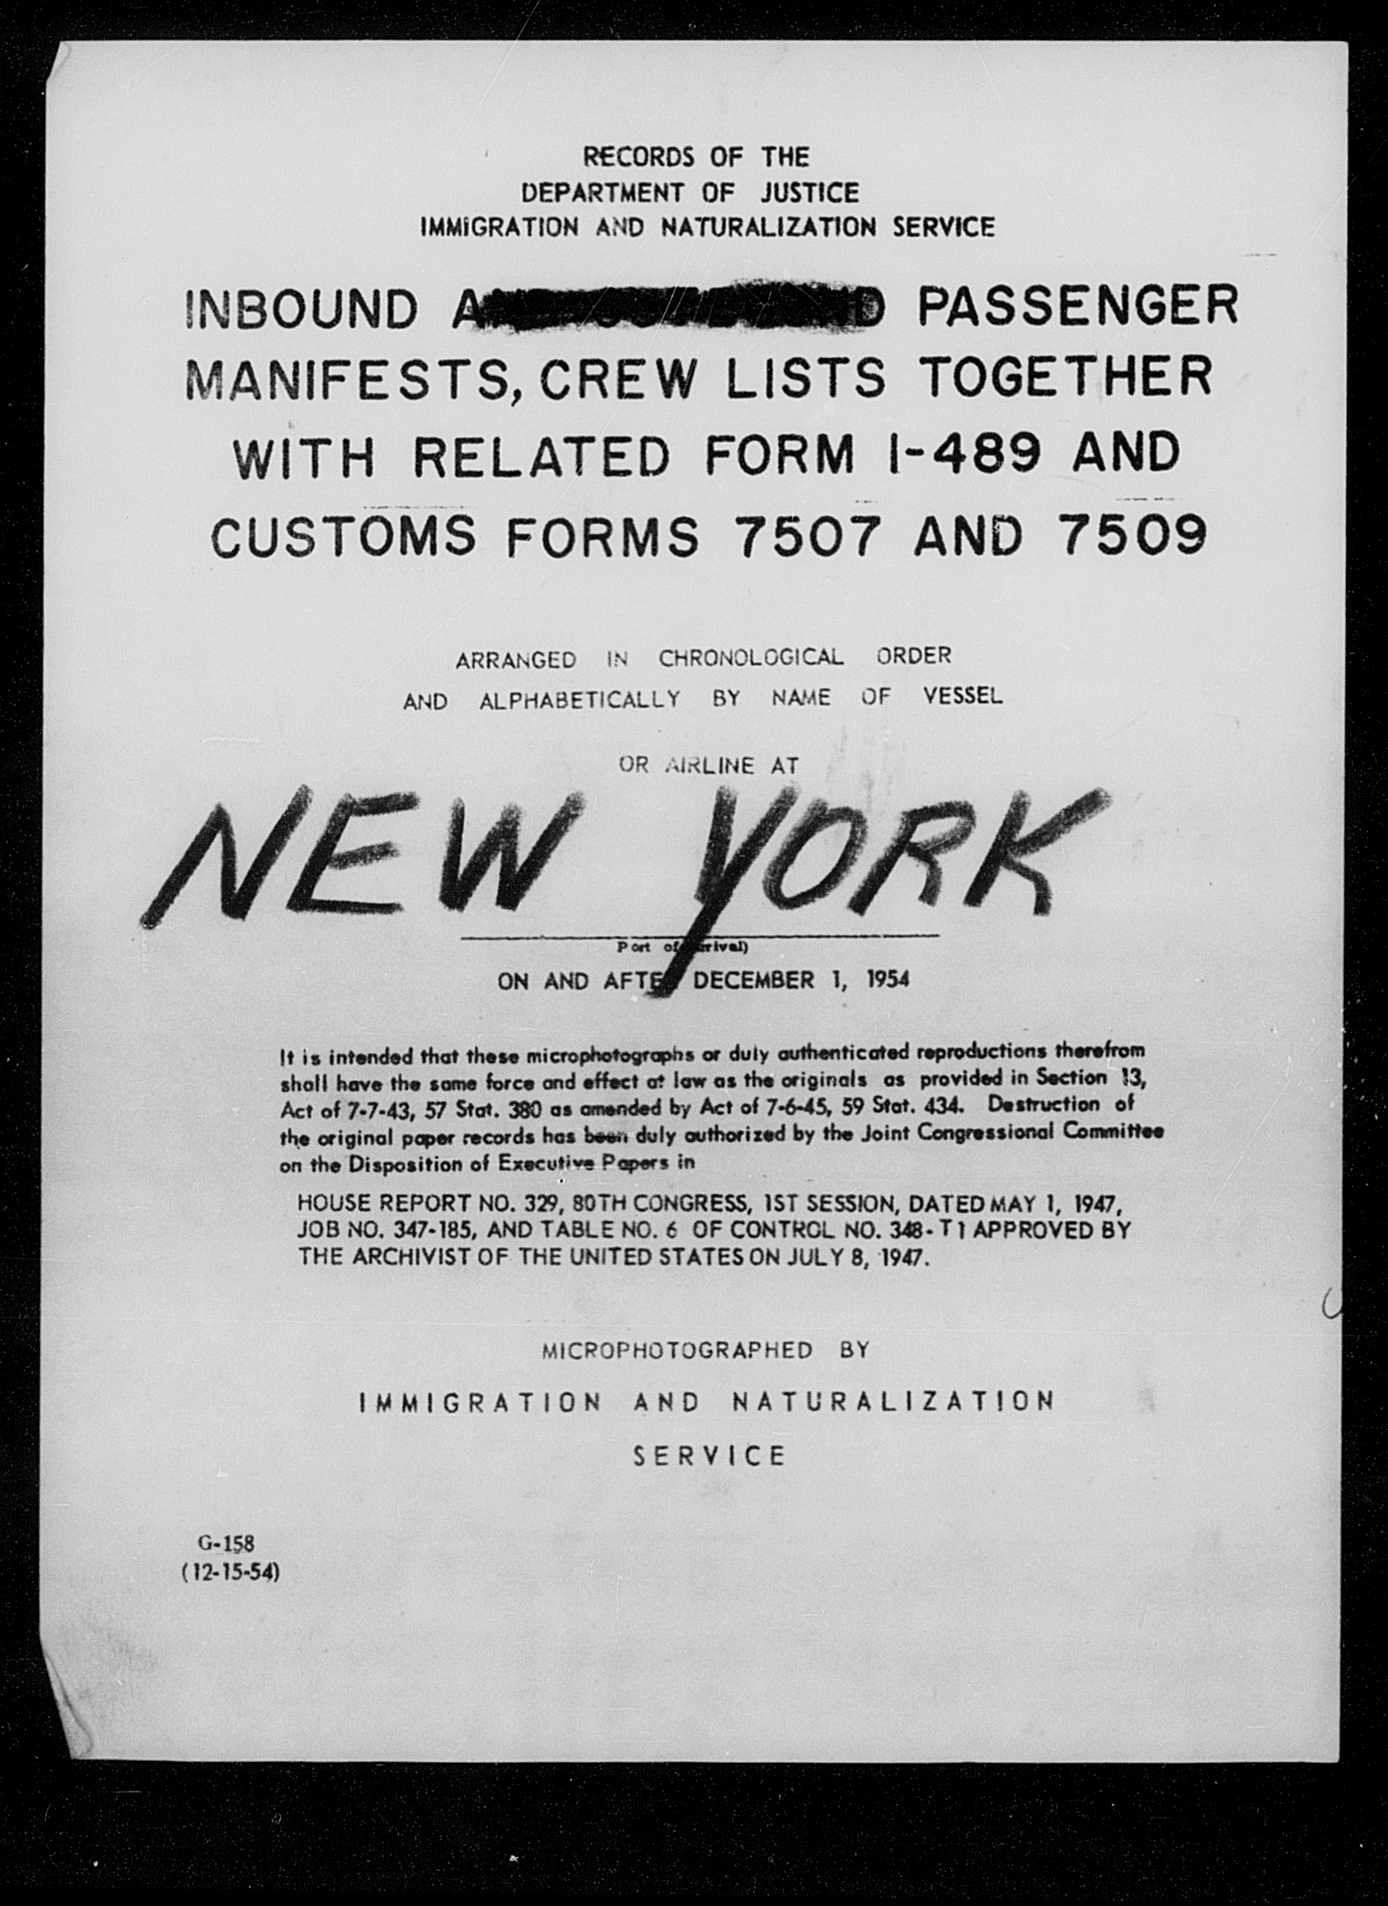 RECORDS OF THE
DEPARTMENT OF JUSTICE
IMMIGRATION AND NATURALIZATION SERVICE
INBOUND PASSENGER
MANIFESTS, CREW LISTS TOGETHER
WITH RELATED FORM I-489 AND
CUSTOMS FORMS 7507 AND 7509
ARRANGED IN CHRONOLOGICAL ORDER
AND ALPHABETICALLY BY NAME OF VESSEL
OR AIRLINE AT
NEW YORK
Port of Arrival)
ON AND AFTER DECEMBER 1, 1954
It is intended that these microphotographs or duly authenticated reproductions therefrom
shall have the same force and effect at law as the originals as provided in Section 13,
Act of 7-7-43, 57 Stat. 380 as amended by Act of 7-6-45, 59 Stat. 434. Destruction of
the original paper records has been duly authorized by the Joint Congressional Committee
on the Disposition of Executive Papers in
HOUSE REPORT NO. 329, 80TH CONGRESS, 1ST SESSION, DATED MAY 1, 1947,
JOB NO. 347-185, AND TABLE NO. 6 OF CONTROL NO. 348-T1 APPROVED BY
THE ARCHIVIST OF THE UNITED STATES ON JULY 8, 1947.
MICROPHOTOGRAPHED BY
IMMIGRATION AND NATURALIZATION
SERVICE
G-158
(12-15-54)